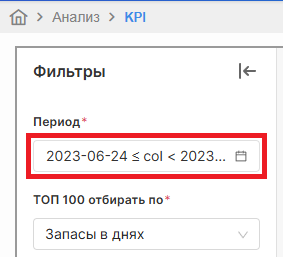 Анализ > KPI
Фильтры
Период*
2023-06-24 ≤ col < 2023...
ТОП 100 отбирать по*
Запасы в днях